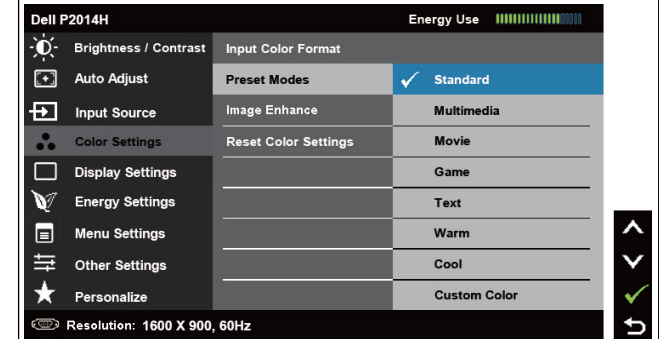 Dell P2014H Energy Use
Brightness / Contrast Input Color Format
Auto Adjust Preset Modes Standard
Input Source Image Enhance Multimedia
Color Settings Reset Color Settings Movie
Display Settings Game
Energy Settings Text
Menu Settings Warm
Other Settings Cool
Personalize Custom Color
Resolution: 1600 X 900, 60Hz